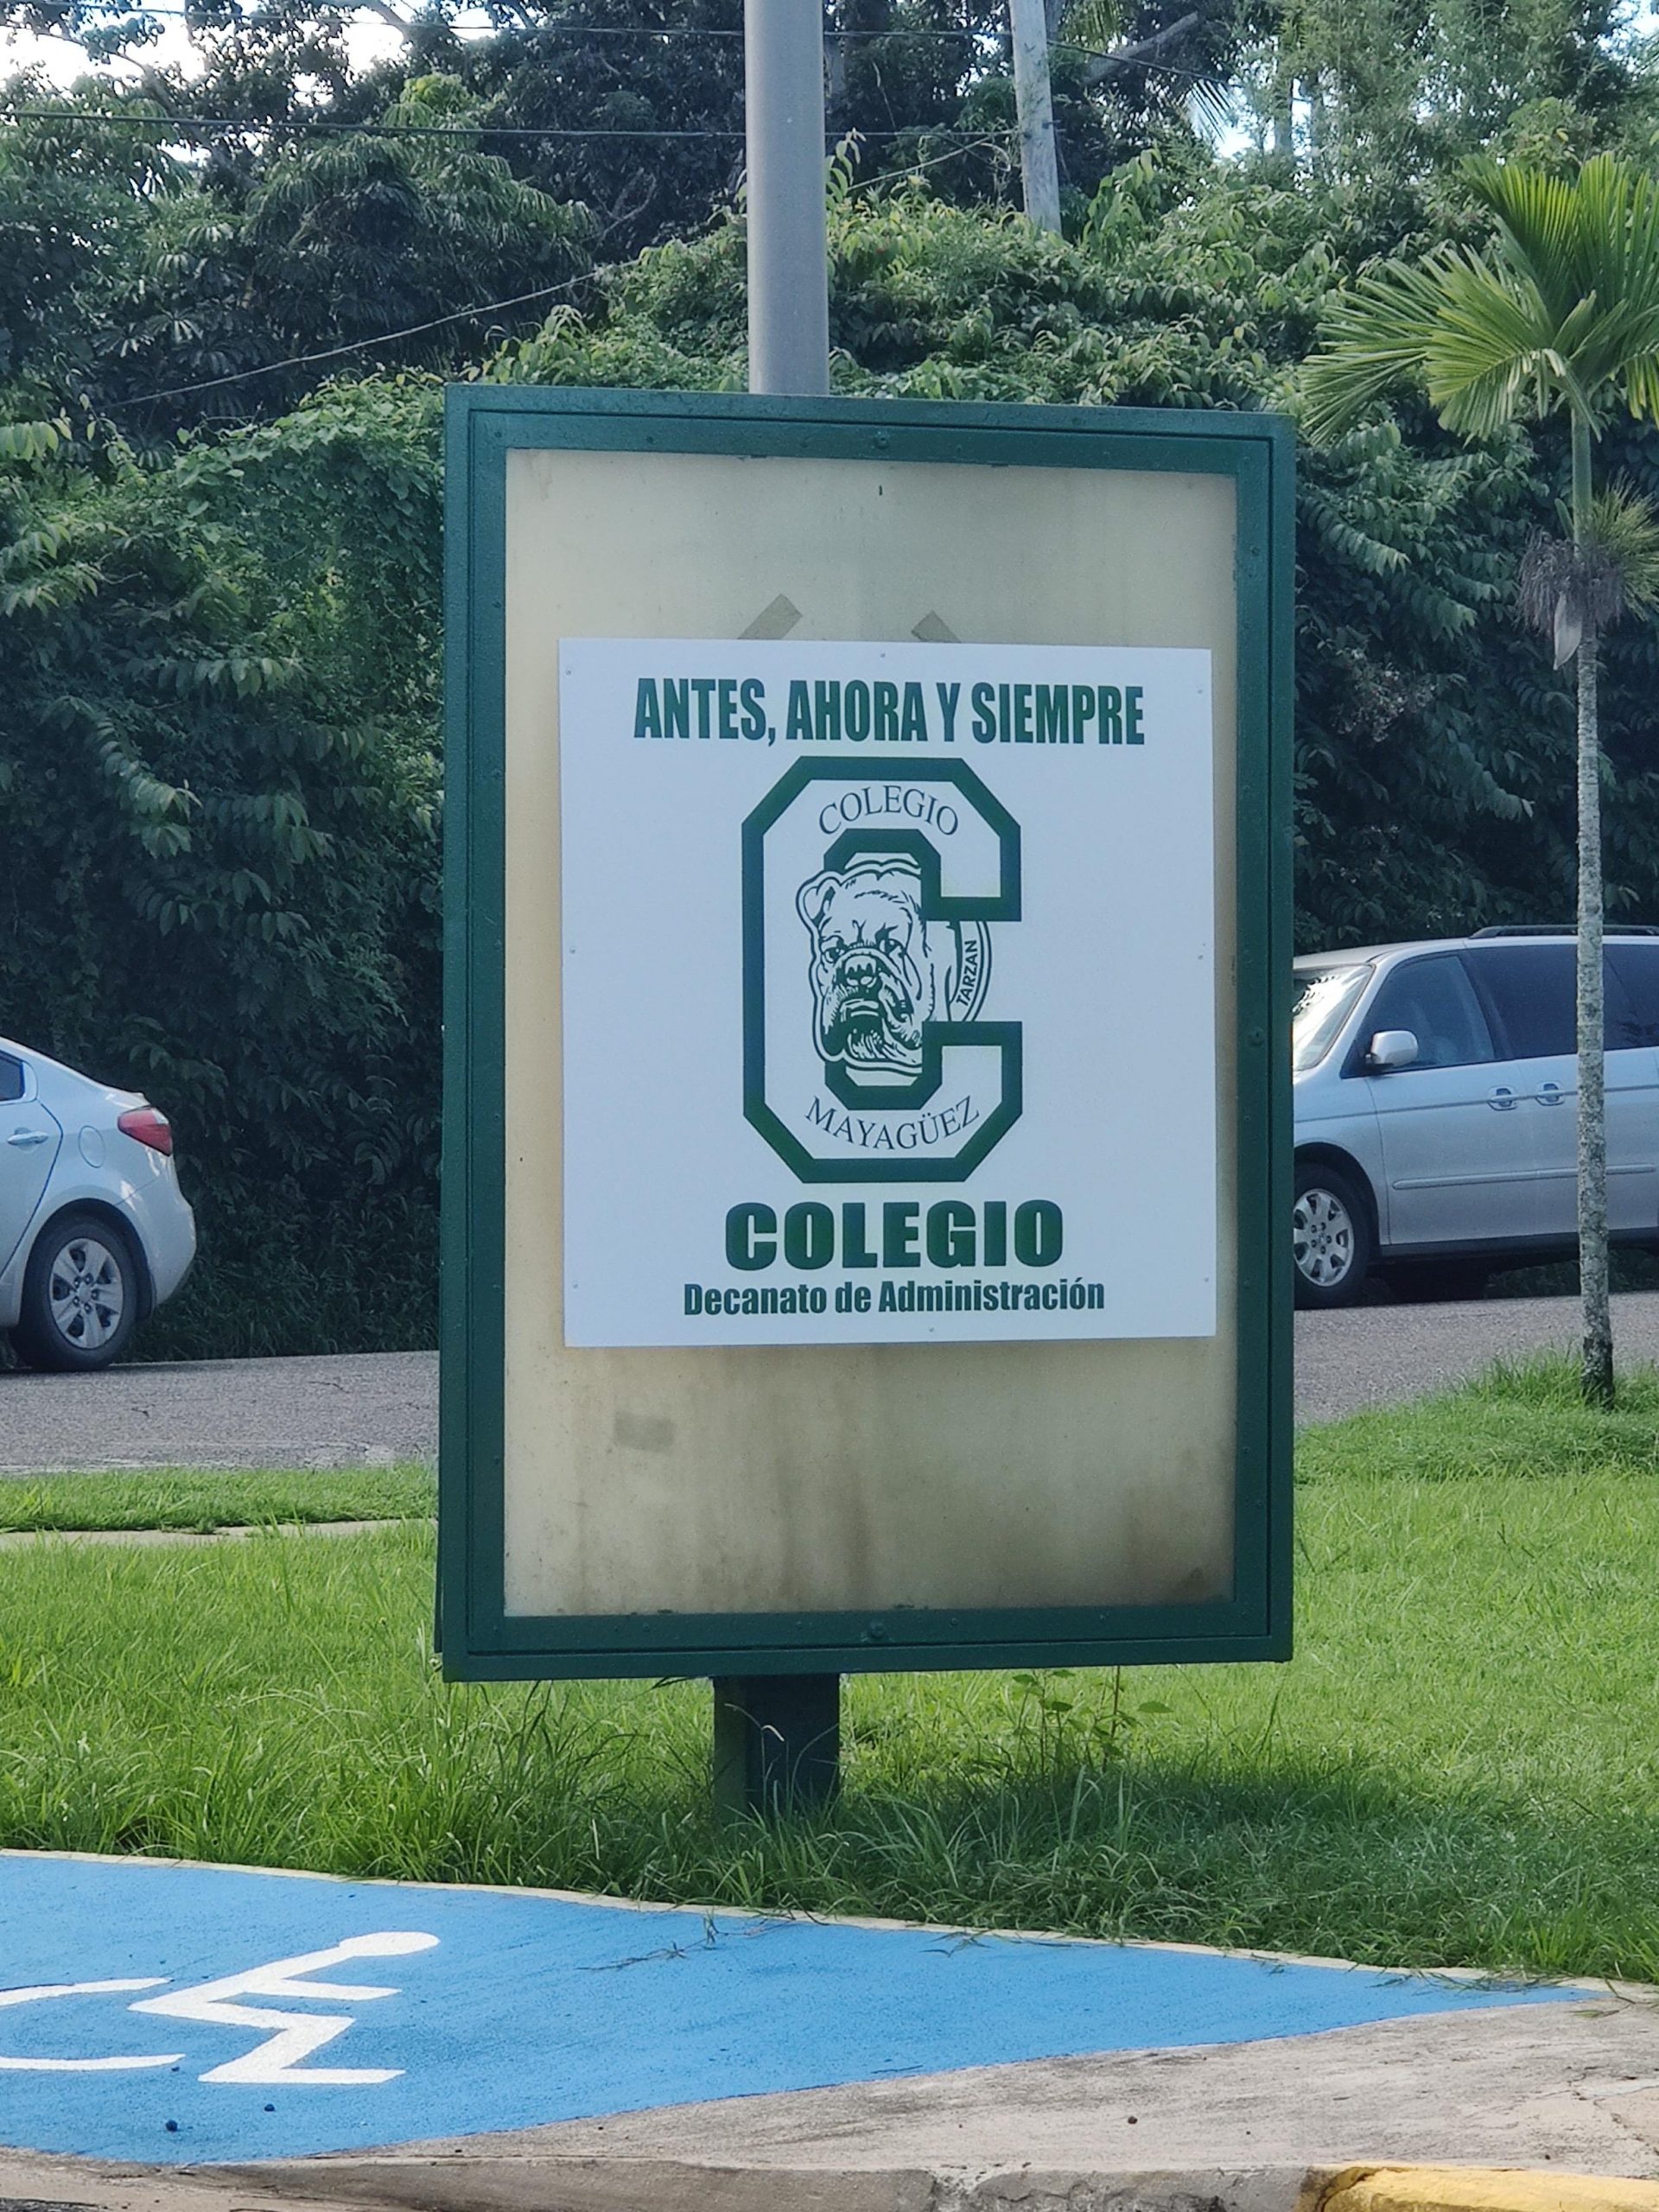 ANTES, AHORA Y SIEMPRE
COLEGIO
TARZAN
MAYAGÜEZ
COLEGIO
Decanato de Administración